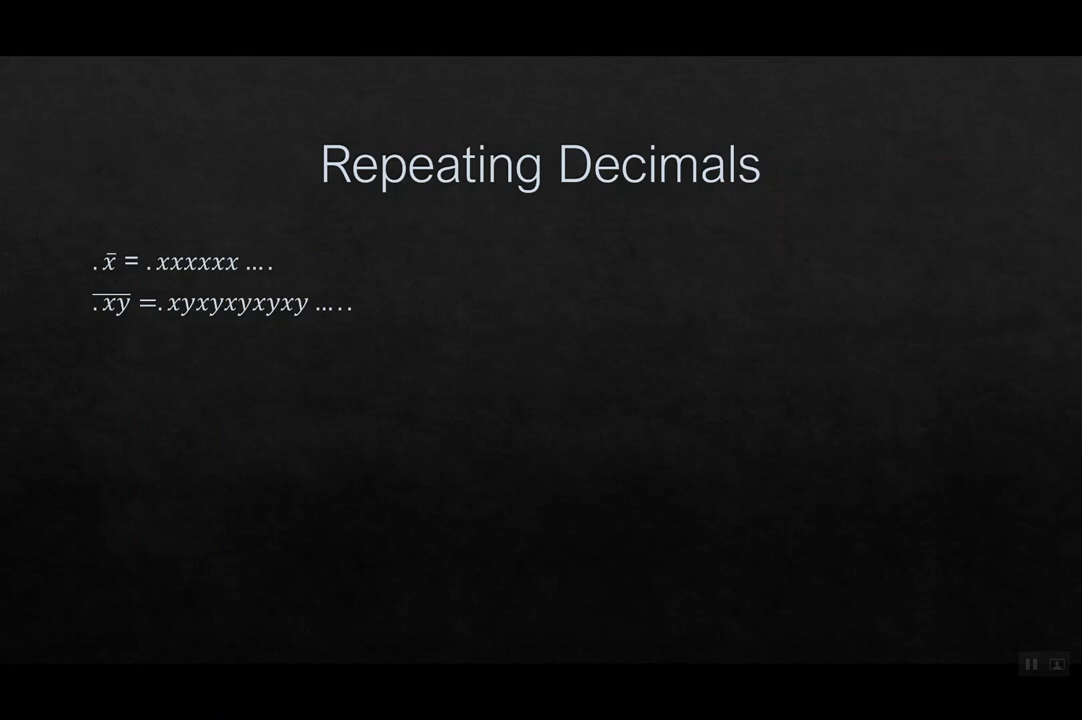 Repeating Decimals
.x̄ = .xxxxxx ….
‾.xy‾ =.xyxyxyxyxy …..